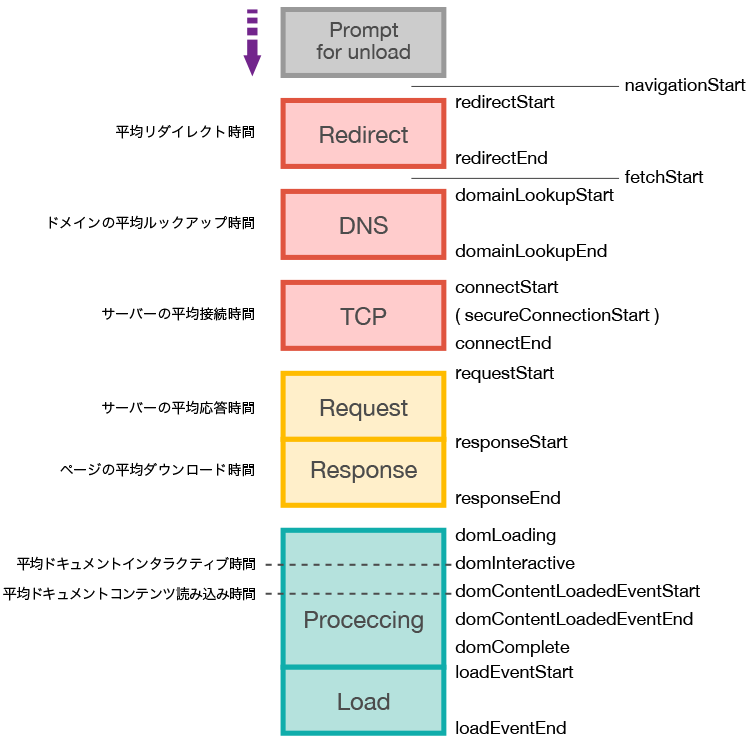 Prompt
for unload
navigationStart
redirectStart
平均リダイレクト時間
Redirect
redirectEnd
fetchStart
domainLookupStart
ドメインの平均ルックアップ時間
DNS
domainLookupEnd
connectStart
サーバーの平均接続時間
TCP
( secureConnectionStart )
connectEnd
requestStart
サーバーの平均応答時間
Request
responseStart
ページの平均ダウンロード時間
Response
responseEnd
domLoading
平均ドキュメントインタラクティブ時間
domInteractive
平均ドキュメントコンテンツ読み込み時間
domContentLoadedEventStart
Proceccing
domContentLoadedEventEnd
domComplete
loadEventStart
Load
loadEventEnd